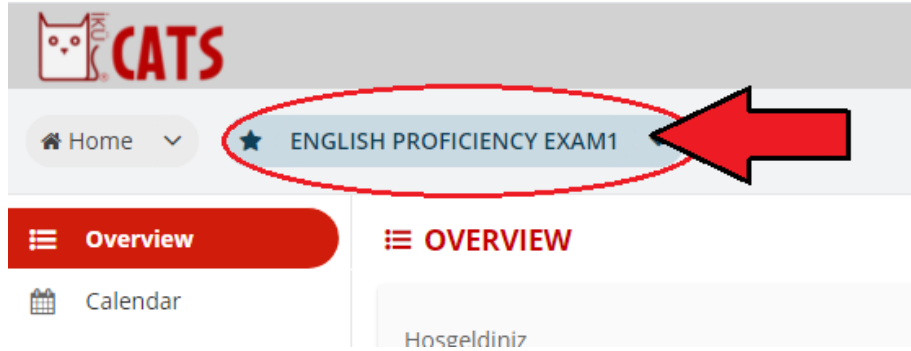 İKÜ CATS
Home ENGLISH PROFICIENCY EXAM1
Overview OVERVIEW
Calendar
Hosgeldiniz